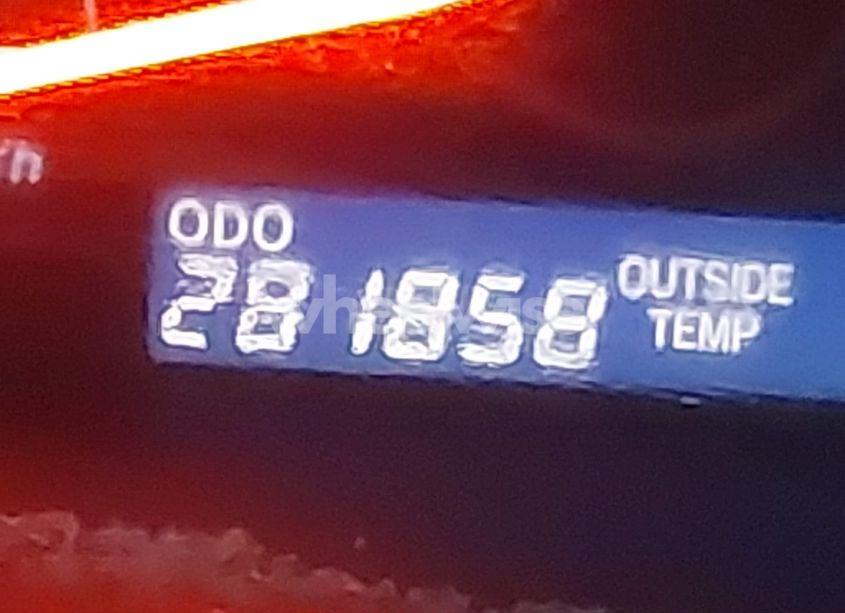 ODO
281858
OUTSIDE
TEMP